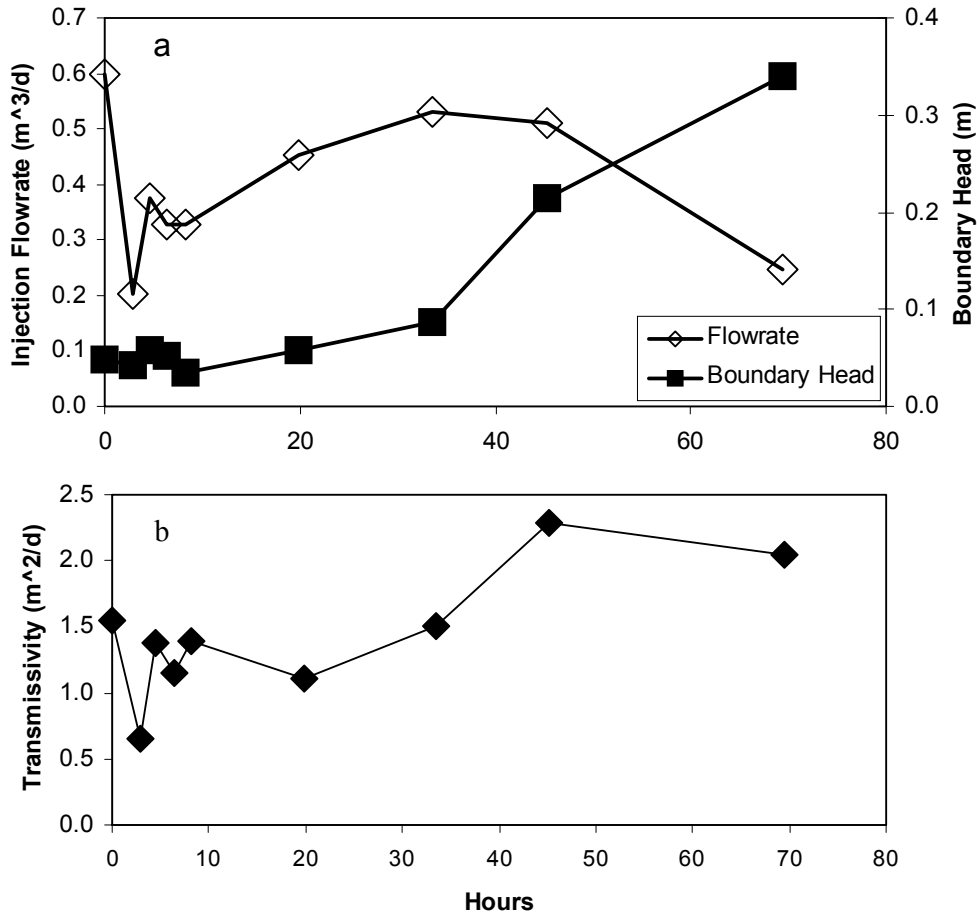 a
Injection Flowrate (m^3/d)
0.7
0.6
0.5
0.4
0.3
0.2
0.1
0.0
0.4
0.3
0.2
0.1
0.0
Boundary Head (m)
Flowrate
Boundary Head
0 20 40 60 80
b
Transmissivity (m^2/d)
2.5
2.0
1.5
1.0
0.5
0.0
0 10 20 30 40 50 60 70 80
Hours